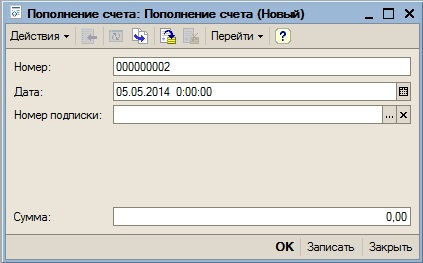 Пополнение счета: Пополнение счета (Новый)
Действия Перейти ?
Номер: 000000002
Дата: 05.05.2014 0:00:00
Номер подписки: ... ×
Сумма: 0,00
OK Записать Закрыть